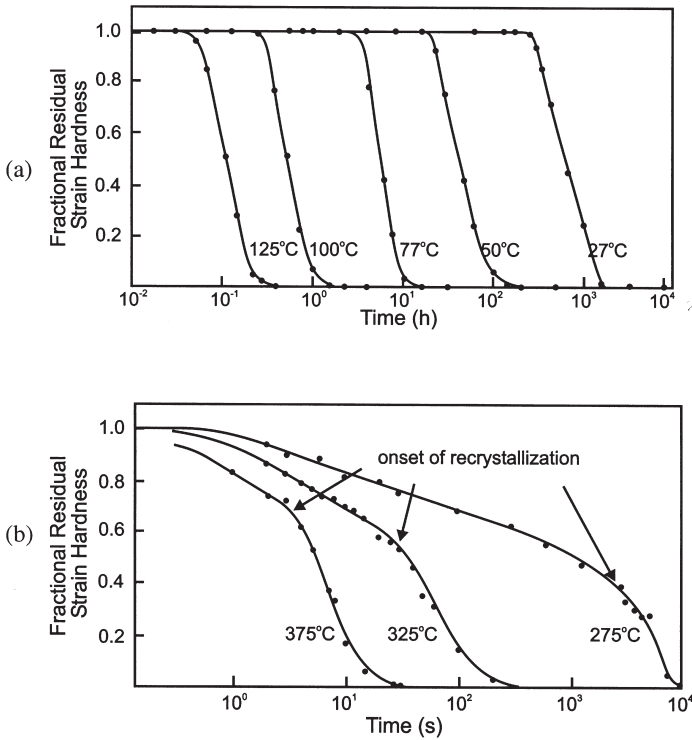 (a)
Fractional Residual
Strain Hardness
1.0
0.8
0.6
0.4
0.2
125°C
100°C
77°C
50°C
27°C
10⁻²
10⁻¹
10⁰
10¹
10²
10³
10⁴
Time (h)
(b)
Fractional Residual
Strain Hardness
1.0
0.8
0.6
0.4
0.2
onset of recrystallization
375°C
325°C
275°C
10⁰
10¹
10²
10³
10⁴
Time (s)